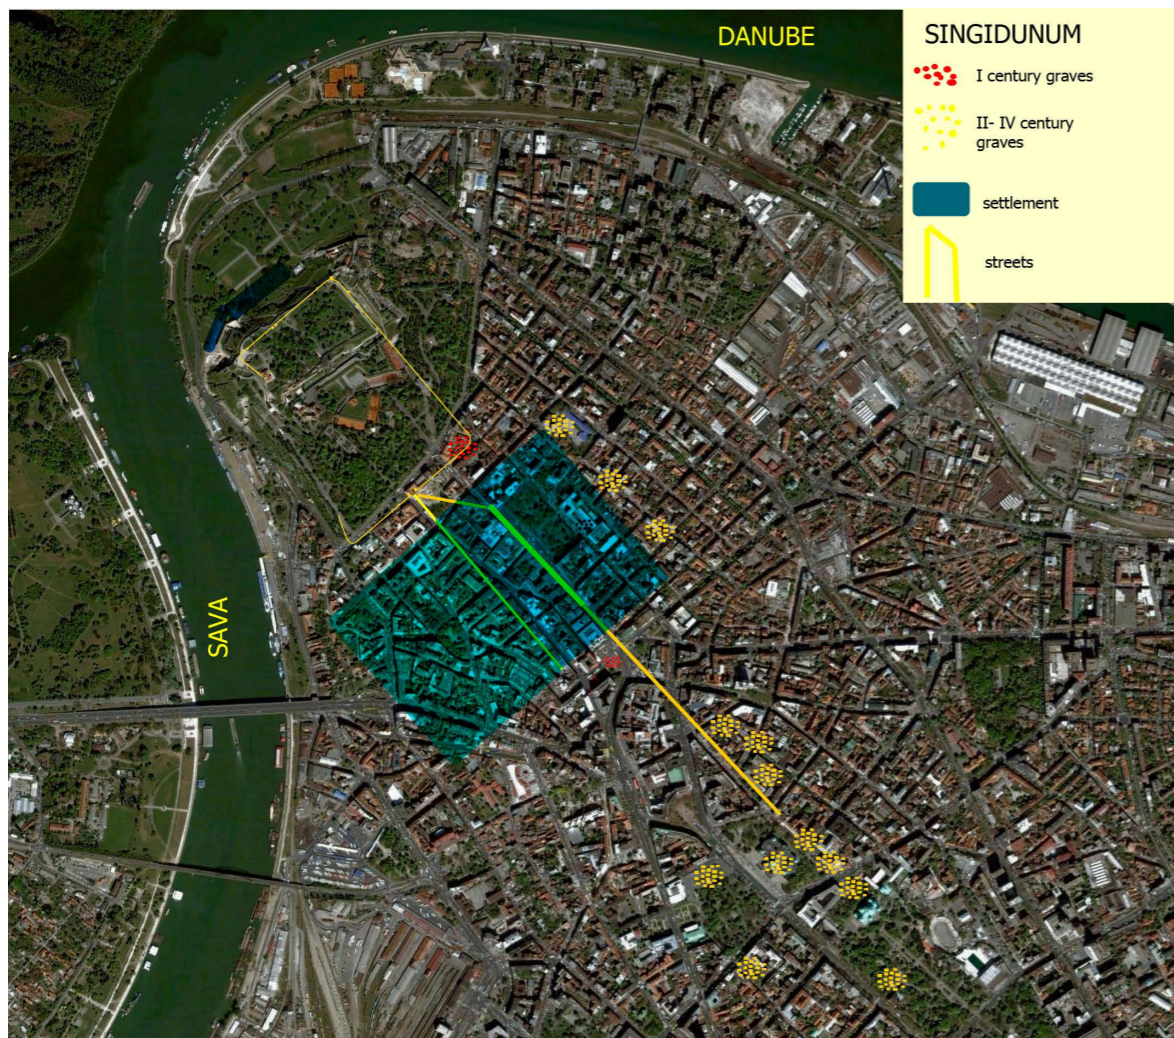 DANUBE
SINGIDUNUM
I century graves
II- IV century
graves
settlement
streets
SAVA